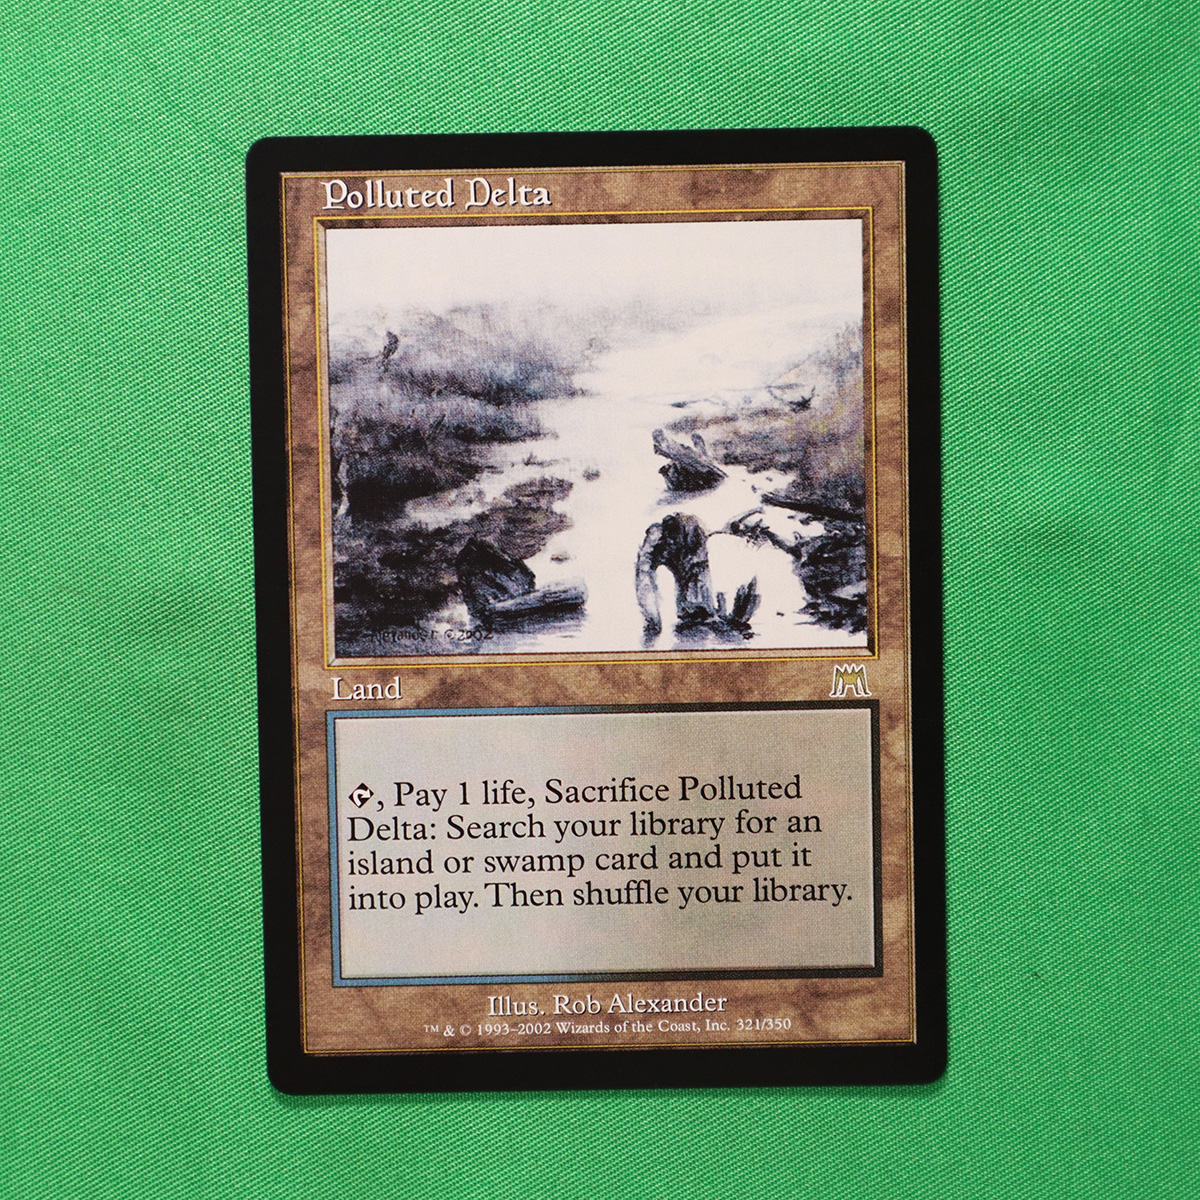 Polluted Delta
©2002
Land
, Pay 1 life, Sacrifice Polluted
Delta: Search your library for an
island or swamp card and put it
into play. Then shuffle your library.
Illus. Rob Alexander
™ & © 1993–2002 Wizards of the Coast, Inc. 321/350